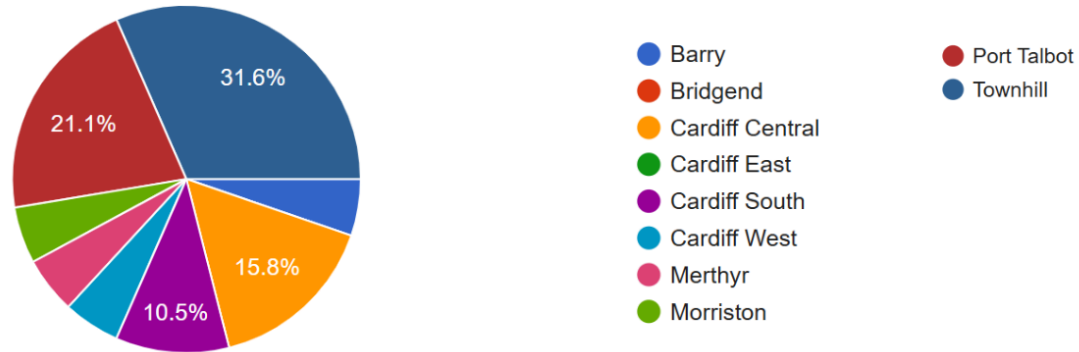 31.6%
21.1%
15.8%
10.5%
Barry
Bridgend
Cardiff Central
Cardiff East
Cardiff South
Cardiff West
Merthyr
Morriston
Port Talbot
Townhill